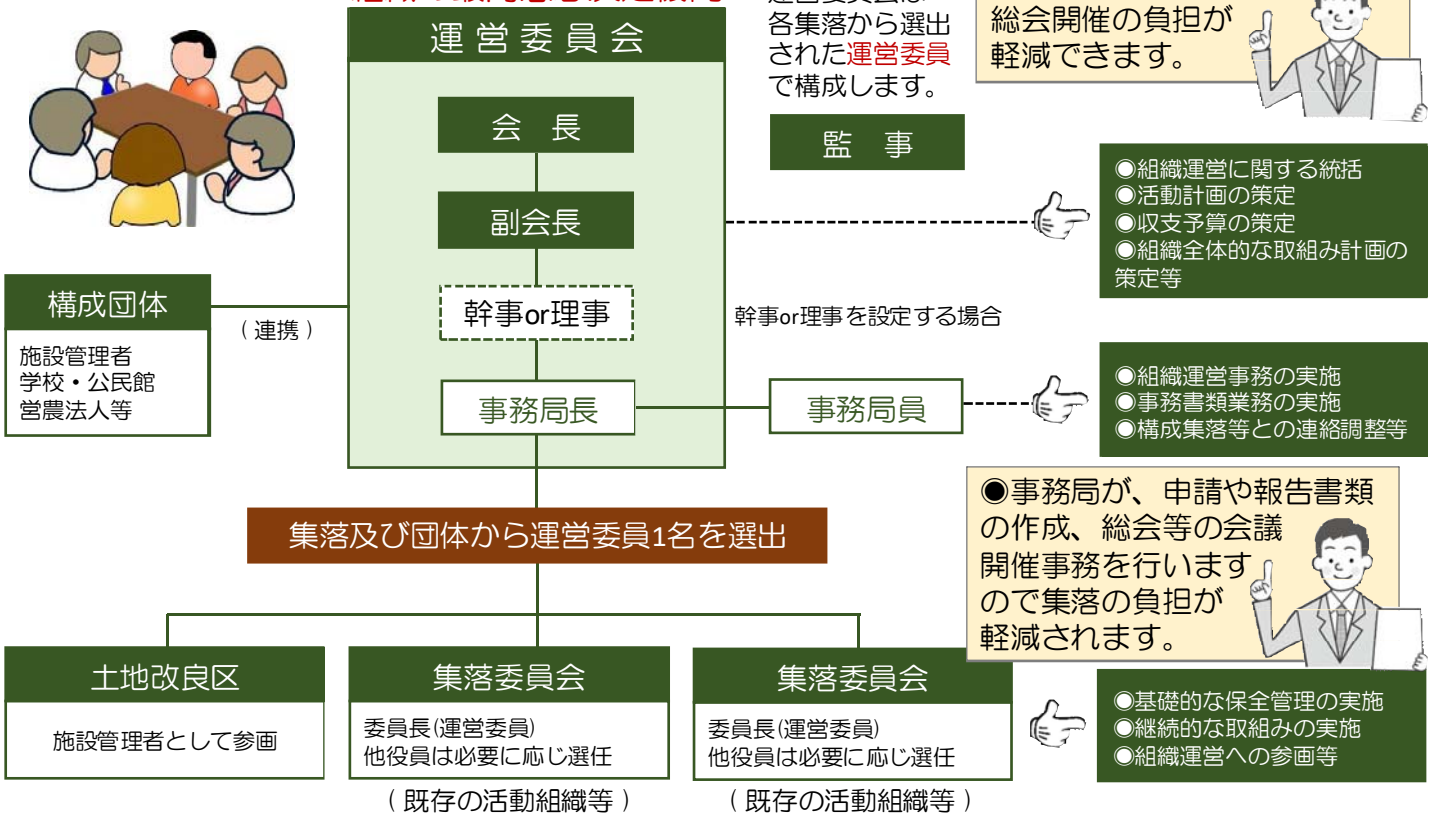 運営委員会
各集落から選出
された運営委員
で構成します。
総会開催の負担が
軽減できます。
会 長
監 事
副会長
◎組織運営に関する統括
◎活動計画の策定
◎収支予算の策定
◎組織全体的な取組み計画の
策定等
構成団体
(連携)
施設管理者
学校・公民館
営農法人等
幹事or理事
幹事or理事を設定する場合
事務局長
事務局員
◎組織運営事務の実施
◎事務書類業務の実施
◎構成集落等との連絡調整等
集落及び団体から運営委員1名を選出
●事務局が、申請や報告書類
の作成、総会等の会議
開催事務を行います
ので集落の負担が
軽減されます。
土地改良区
施設管理者として参画
集落委員会
委員長(運営委員)
他役員は必要に応じ選任
(既存の活動組織等)
集落委員会
委員長(運営委員)
他役員は必要に応じ選任
(既存の活動組織等)
◎基礎的な保全管理の実施
◎継続的な取組みの実施
◎組織運営への参画等